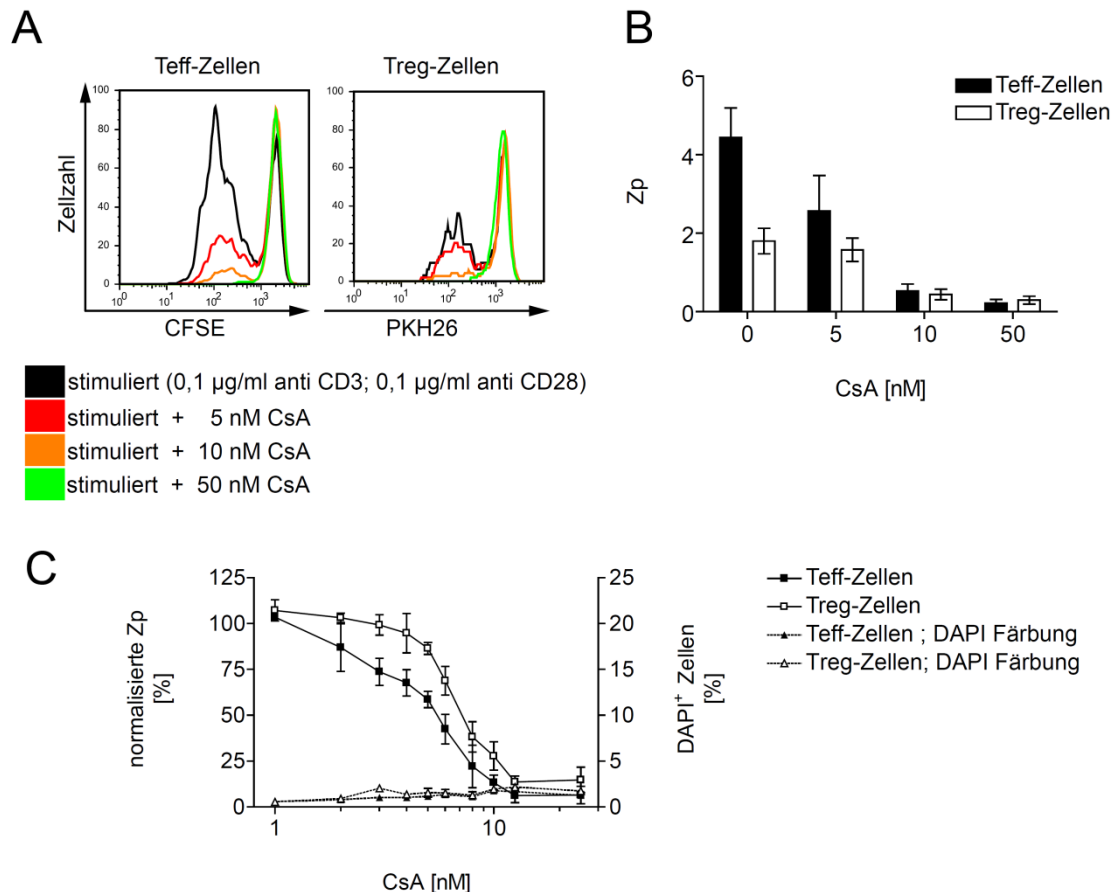 A
Teff-Zellen
Treg-Zellen
Zellzahl
100
80
60
40
20
0
10^0 10^1 10^2 10^3
CFSE
100
80
60
40
20
0
10^0 10^1 10^2 10^3
PKH26
stimuliert (0,1 µg/ml anti CD3; 0,1 µg/ml anti CD28)
stimuliert + 5 nM CsA
stimuliert + 10 nM CsA
stimuliert + 50 nM CsA
B
Zp
6
4
2
0
0 5 10 50
CsA [nM]
Teff-Zellen
Treg-Zellen
C
normalisierte Zp
[%]
125
100
75
50
25
0
1 10
CsA [nM]
25
20
15
10
5
0
DAPI⁺ Zellen
[%]
Teff-Zellen
Treg-Zellen
Teff-Zellen ; DAPI Färbung
Treg-Zellen; DAPI Färbung